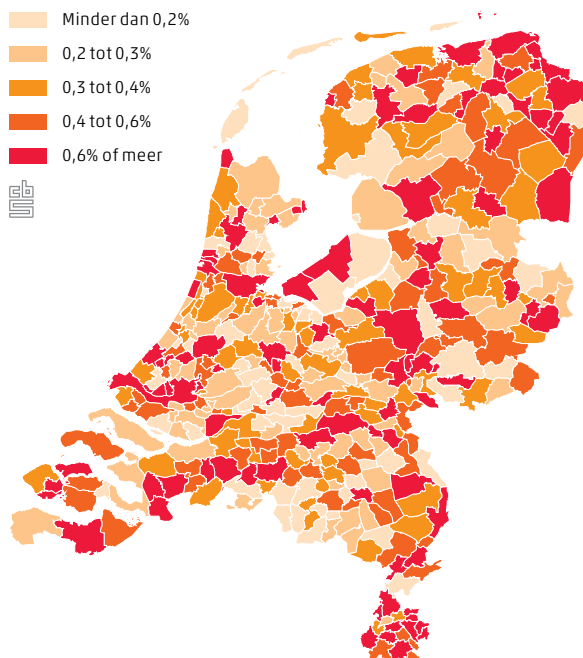 Minder dan 0,2%
0,2 tot 0,3%
0,3 tot 0,4%
0,4 tot 0,6%
0,6% of meer
cbs